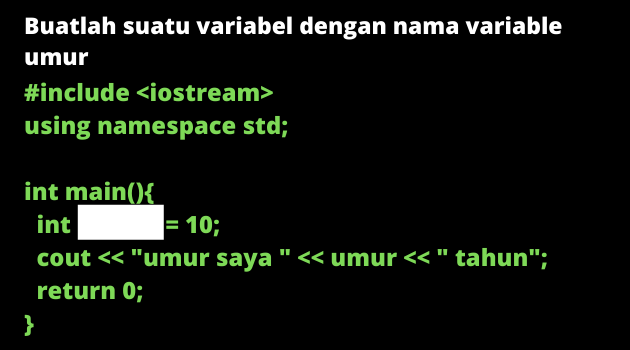 Buatlah suatu variabel dengan nama variable
umur
#include <iostream>
using namespace std;
int main(){
int = 10;
cout << "umur saya " << umur << " tahun";
return 0;
}